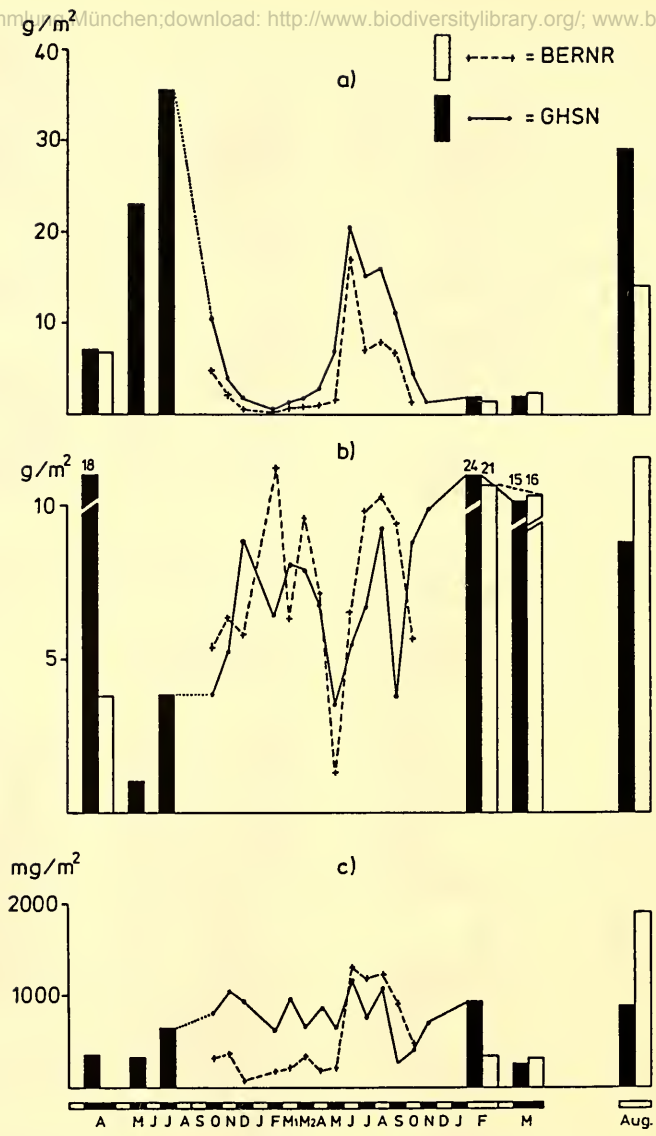 mmlung München;download: http://www.biodiversitylibrary.org/; www.b
g/m²
40
30
20
10
a)
= BERNR
= GHSN
b)
g/m²
10
5
18
24 21
15 16
c)
mg/m²
2000
1000
A M J J A S O N D J F M1 M2 A M J J A S O N D J F M Aug.